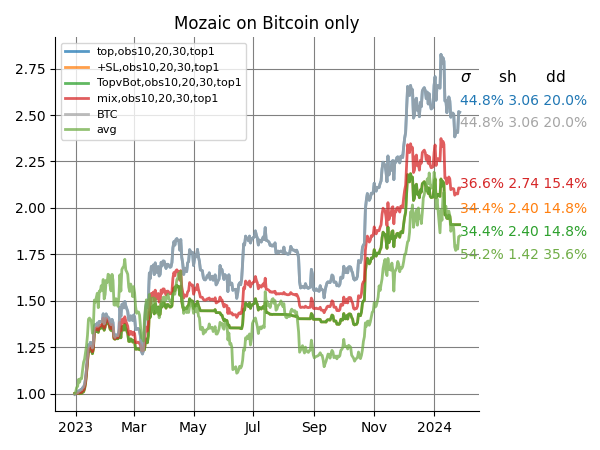 Mozaic on Bitcoin only
top,obs10,20,30,top1
+SL,obs10,20,30,top1
TopvBot,obs10,20,30,top1
mix,obs10,20,30,top1
BTC
avg
σ sh dd
44.8% 3.06 20.0%
44.8% 3.06 20.0%
36.6% 2.74 15.4%
34.4% 2.40 14.8%
34.4% 2.40 14.8%
54.2% 1.42 35.6%
2.75
2.50
2.25
2.00
1.75
1.50
1.25
1.00
2023 Mar May Jul Sep Nov 2024